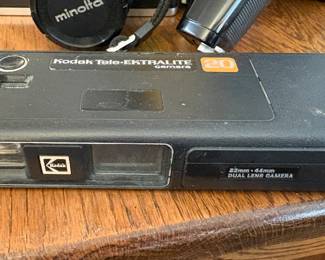 minolta
Kodak Tele-EKTRALITE 20
camera
Kodak
22mm · 44mm
DUAL LENS CAMERA